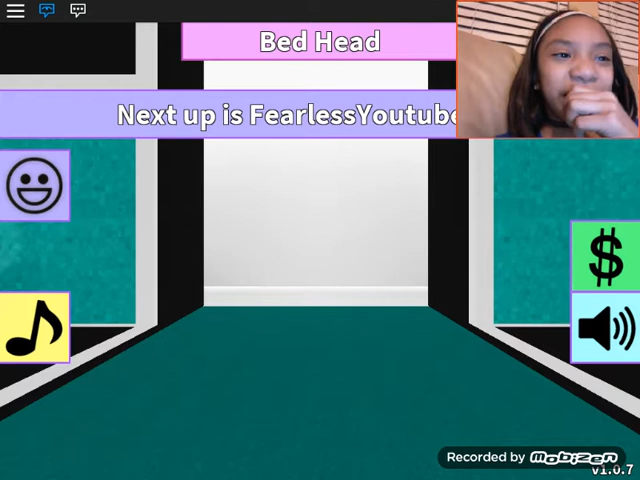 Bed Head
Next up is FearlessYoutube
Recorded by mobizen
v1.0.7